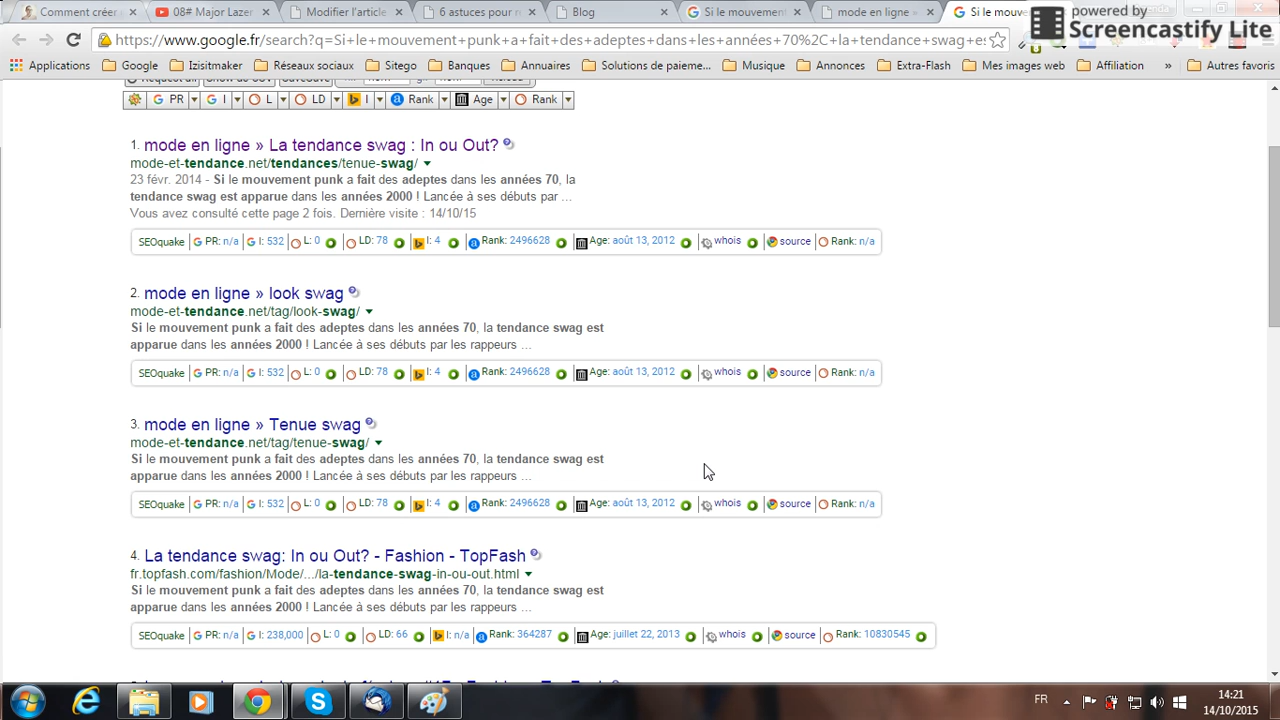 Comment créer
08# Major Lazer
Modifier l'article
6 astuces pour r
Blog
Si le mouvement
mode en ligne »
Si le mouv
powered by
Screencastify Lite
https://www.google.fr/search?q=
es+adeptes+dans+les+années+70%2C+la+tendance+swag+es
Applications
Google
Izisitmaker
Réseaux sou
Sitego
Banques
Annuaires
Solutions de paieme...
Musique
Annonces
Extra-Flash
Mes images web
Affiliation
»
Autres favoris
PR
I
L
LD
I
Rank
Age
Rank
1. mode en ligne » La tendance swag : In ou Out?
mode-et-tendance.net/tendances/tenue-swag/
23 févr. 2014 - Si le mouvement punk a fait des adeptes dans les années 70, la
tendance swag est apparue dans les années 2000 ! Lancée à ses débuts par ...
Vous avez consulté cette page 2 fois. Dernière visite : 14/10/15
SEOquake PR: n/a I: 532 L: 0 LD: 78 I: 4 Rank: 2496628 Age: août 13, 2012 whois source Rank: n/a
2. mode en ligne » look swag
mode-et-tendance.net/tag/look-swag/
Si le mouvement punk a fait des adeptes dans les années 70, la tendance swag est
apparue dans les années 2000 ! Lancée à ses débuts par les rappeurs ...
SEOquake PR: n/a I: 532 L: 0 LD: 78 I: 4 Rank: 2496628 Age: août 13, 2012 whois source Rank: n/a
3. mode en ligne » Tenue swag
mode-et-tendance.net/tag/tenue-swag/
Si le mouvement punk a fait des adeptes dans les années 70, la tendance swag est
apparue dans les années 2000 ! Lancée à ses débuts par les rappeurs ...
SEOquake PR: n/a I: 532 L: 0 LD: 78 I: 4 Rank: 2496628 Age: août 13, 2012 whois source Rank: n/a
4. La tendance swag: In ou Out? - Fashion - TopFash
fr.topfash.com/fashion/Mode/.../la-tendance-swag-in-ou-out.html
Si le mouvement punk a fait des adeptes dans les années 70, la tendance swag est
apparue dans les années 2000 ! Lancée à ses débuts par les rappeurs ...
SEOquake PR: n/a I: 238,000 L: 0 LD: 66 I: n/a Rank: 364287 Age: juillet 22, 2013 whois source Rank: 10830545
FR
14:21
14/10/2015